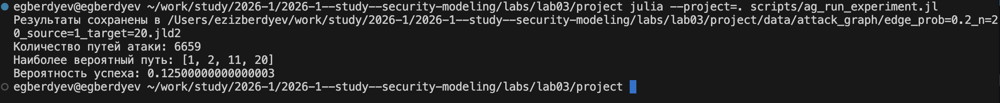 egberdyev@egberdyev ~/work/study/2026-1/2026-1--study--security-modeling/labs/lab03/project julia --project=. scripts/ag_run_experiment.jl
Результаты сохранены в /Users/ezizberdyev/work/study/2026-1/2026-1--study--security-modeling/labs/lab03/project/data/attack_graph/edge_prob=0.2_n=2
0_source=1_target=20.jld2
Количество путей атаки: 6659
Наиболее вероятный путь: [1, 2, 11, 20]
Вероятность успеха: 0.12500000000000003
egberdyev@egberdyev ~/work/study/2026-1/2026-1--study--security-modeling/labs/lab03/project